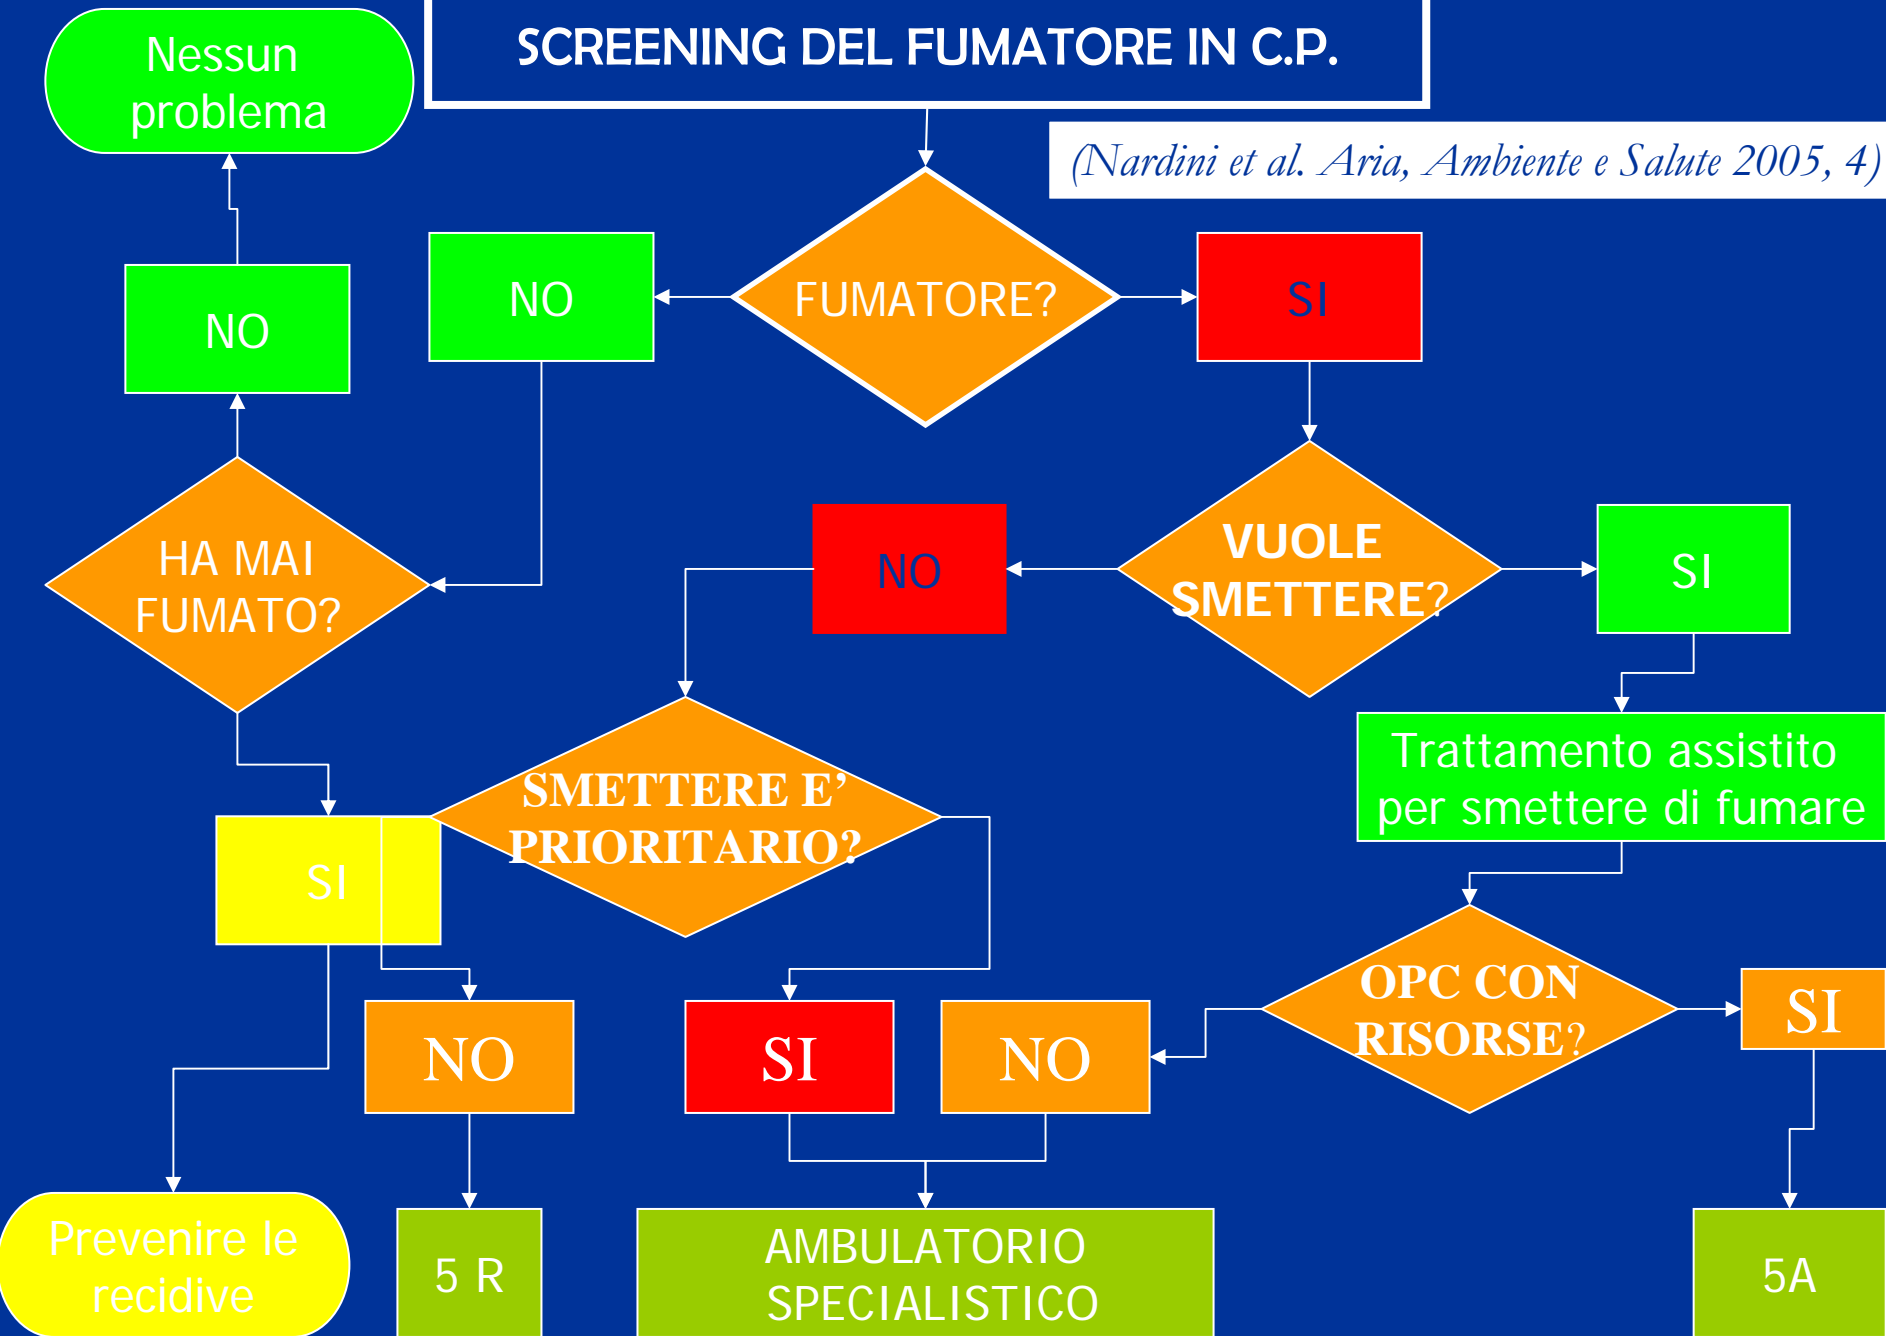 SCREENING DEL FUMATORE IN C.P.
Nessun
problema
(Nardini et al. Aria, Ambiente e Salute 2005, 4)
NO
NO
FUMATORE?
SI
HA MAI
FUMATO?
NO
VUOLE
SMETTERE?
SI
SMETTERE E’
PRIORITARIO?
Trattamento assistito
per smettere di fumare
SI
OPC CON
RISORSE?
SI
NO
SI
NO
Prevenire le
recidive
5 R
AMBULATORIO
SPECIALISTICO
5A